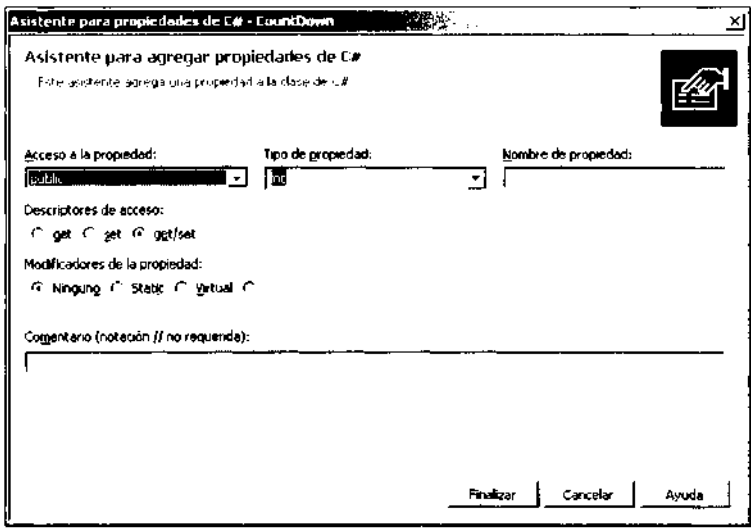 Asistente para propiedades de C# - CountDown
Asistente para agregar propiedades de C#
Este asistente agrega una propiedad a la clase de C#
Acceso a la propiedad: Tipo de propiedad: Nombre de propiedad:
public int
Descriptores de acceso:
get set get/set
Modificadores de la propiedad:
Ninguno Static Virtual
Comentario (notación // no requerida):
Finalizar Cancelar Ayuda